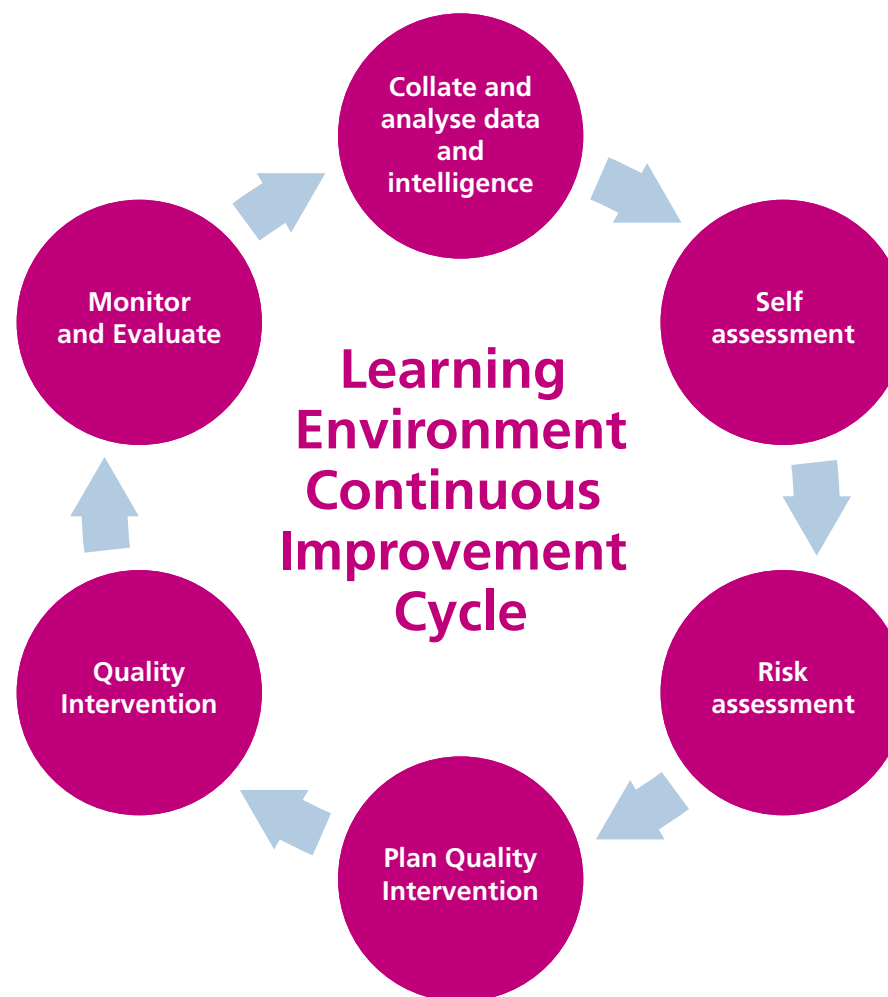 Collate and
analyse data
and
intelligence
Self
assessment
Risk
assessment
Plan Quality
Intervention
Quality
Intervention
Monitor
and Evaluate
Learning
Environment
Continuous
Improvement
Cycle